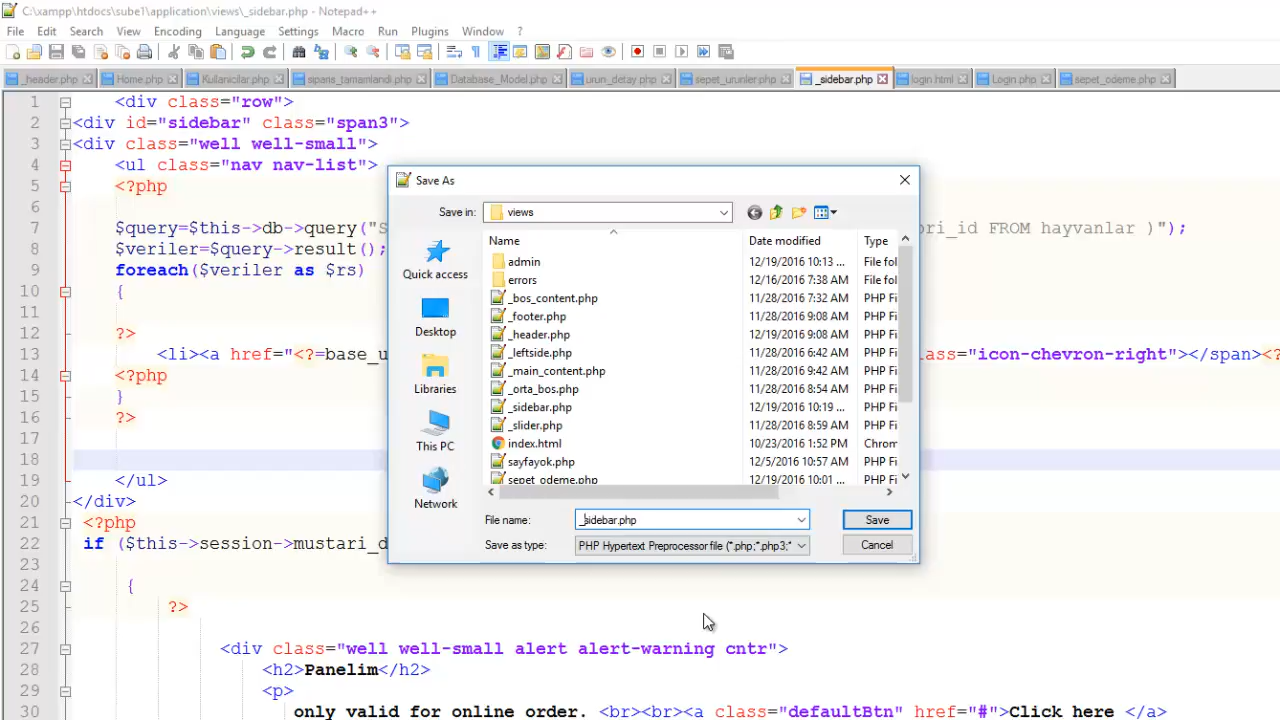 C:\xampp\htdocs\sube1\application\views\_sidebar.php - Notepad++
File Edit Search View Encoding Language Settings Macro Run Plugins Window ?
_header.php Home.php Kullanicilar.php siparis_tamamlandi.php Database_Model.php urun_detay.php sepet_urunler.php _sidebar.php login.html Login.php sepet_odeme.php
1 <div class="row">
2 <div id="sidebar" class="span3">
3 <div class="well well-small">
4 <ul class="nav nav-list">
5 <?php
6
7 $query=$this->db->query("S ri_id FROM hayvanlar )");
8 $veriler=$query->result();
9 foreach($veriler as $rs)
10 {
11
12 ?>
13 <li><a href="<?=base_u lass="icon-chevron-right"></span><?
14 <?php
15 }
16 ?>
17
18
19 </ul>
20 </div>
21 <?php
22 if ($this->session->mustari_d
23
24 {
25 ?>
26
27 <div class="well well-small alert alert-warning cntr">
28 <h2>Panelim</h2>
29 <p>
30 only valid for online order. <br><br><a class="defaultBtn" href="#">Click here </a>
Save As
Save in: views
Quick access
Desktop
Libraries
This PC
Network
Name Date modified Type
admin 12/19/2016 10:13 ... File fol
errors 12/16/2016 7:38 AM File fol
_bos_content.php 11/28/2016 7:32 AM PHP Fi
_footer.php 11/28/2016 9:08 AM PHP Fi
_header.php 12/19/2016 9:08 AM PHP Fi
_leftside.php 11/28/2016 6:42 AM PHP Fi
_main_content.php 11/28/2016 9:42 AM PHP Fi
_orta_bos.php 11/28/2016 8:54 AM PHP Fi
_sidebar.php 12/19/2016 10:19 ... PHP Fi
_slider.php 11/28/2016 8:59 AM PHP Fi
index.html 10/23/2016 1:52 PM Chrom
sayfayok.php 12/5/2016 10:57 AM PHP Fi
sepet_odeme.php 12/19/2016 10:01 ... PHP Fi
File name: _sidebar.php Save
Save as type: PHP Hypertext Preprocessor file (*.php;*.php3;* Cancel